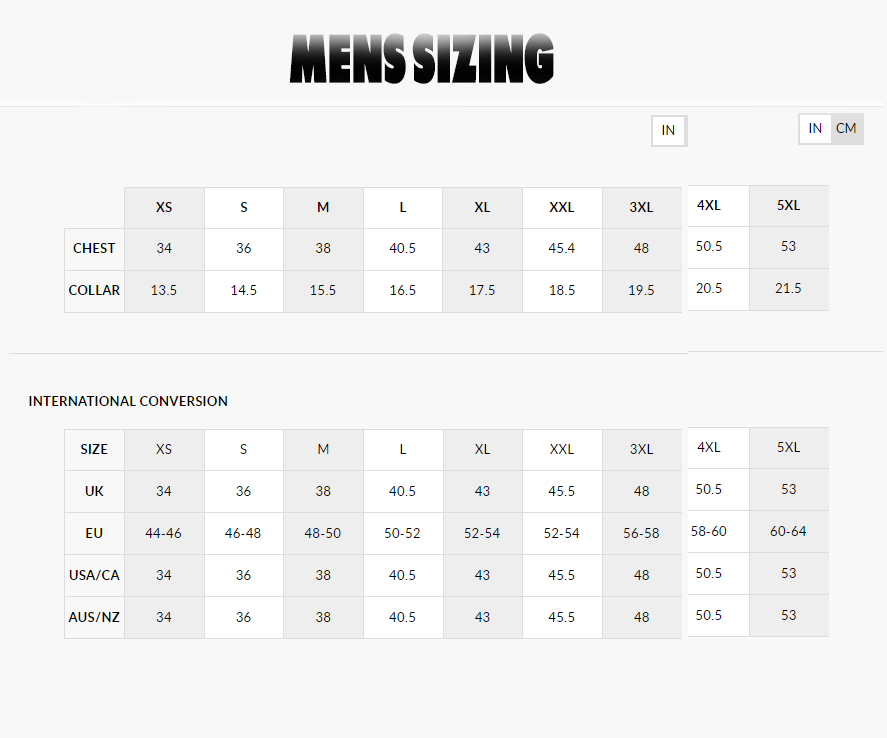 MENS SIZING
IN IN CM
XS S M L XL XXL 3XL 4XL 5XL
CHEST 34 36 38 40.5 43 45.4 48 50.5 53
COLLAR 13.5 14.5 15.5 16.5 17.5 18.5 19.5 20.5 21.5
INTERNATIONAL CONVERSION
SIZE XS S M L XL XXL 3XL 4XL 5XL
UK 34 36 38 40.5 43 45.5 48 50.5 53
EU 44-46 46-48 48-50 50-52 52-54 52-54 56-58 58-60 60-64
USA/CA 34 36 38 40.5 43 45.5 48 50.5 53
AUS/NZ 34 36 38 40.5 43 45.5 48 50.5 53